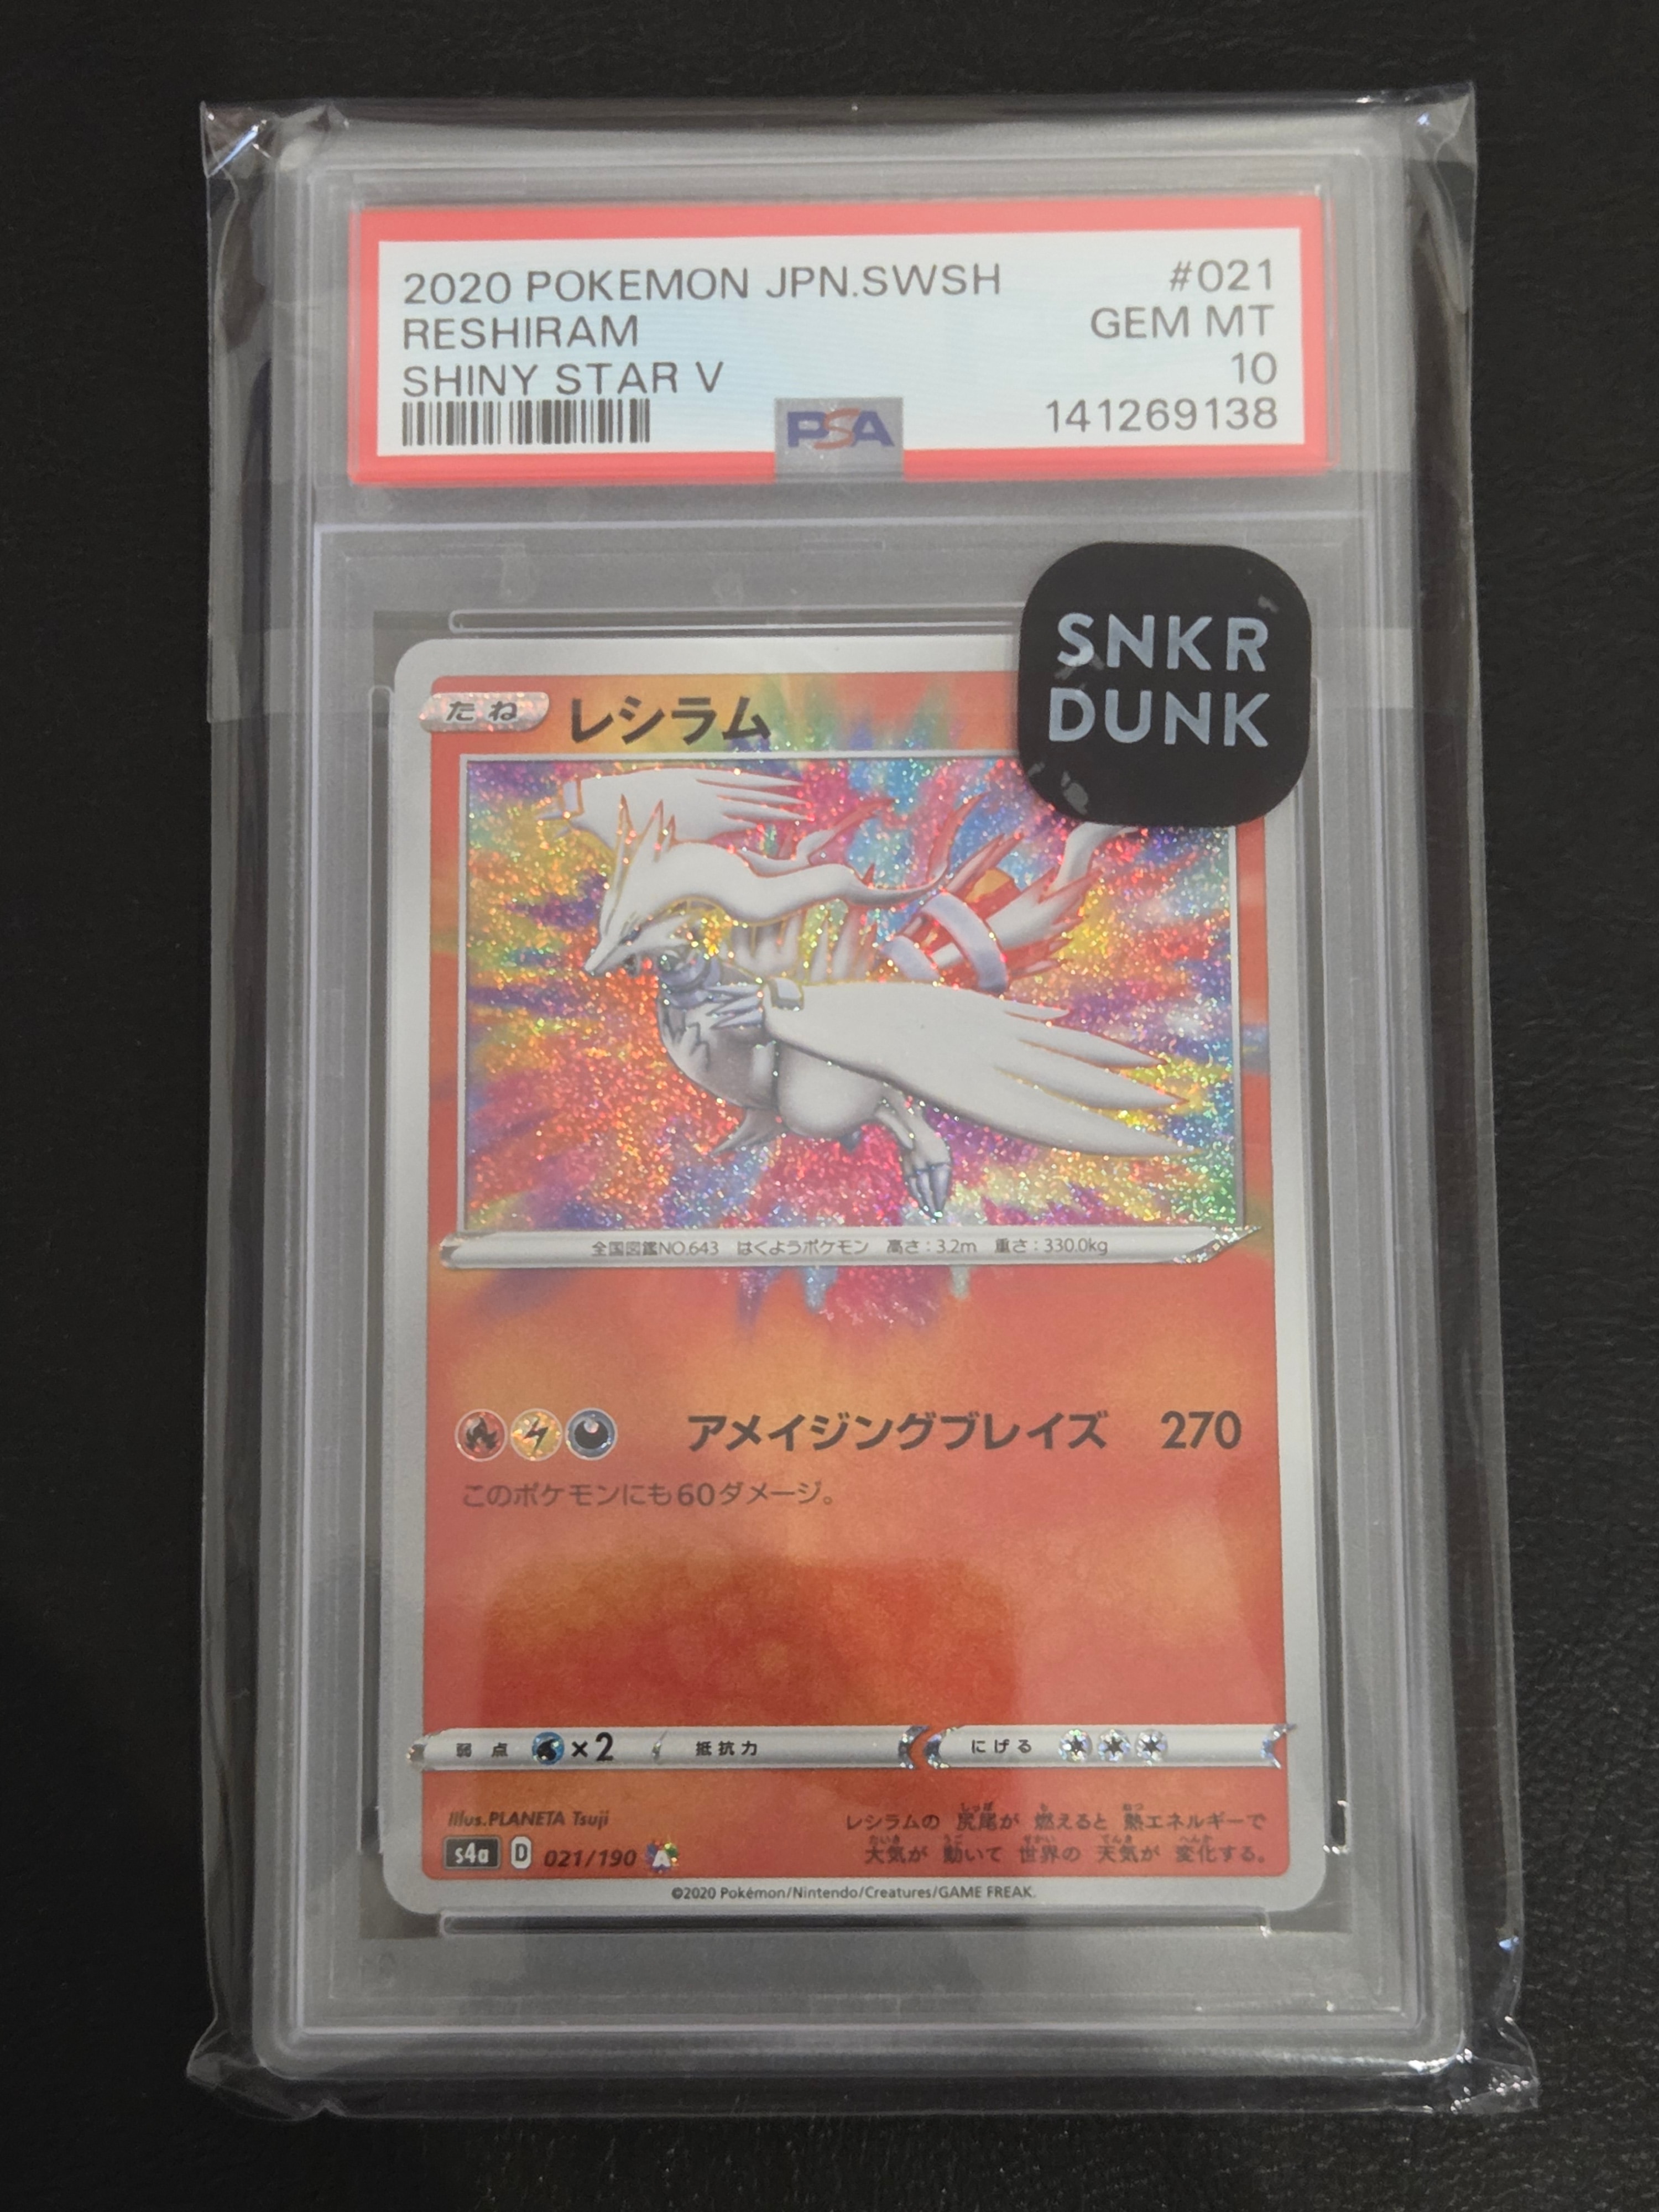 2020 POKEMON JPN.SWSH #021
RESHIRAM GEM MT
SHINY STAR V 10
PSA 141269138
SNKR
DUNK
たね レシラム
全国図鑑NO.643 はくようポケモン 高さ:3.2m 重さ:330.0kg
アメイジングブレイズ 270
このポケモンにも60ダメージ。
弱点 ×2 抵抗力 にげる
Illus.PLANETA Tsuji
レシラムの 尻尾が 燃えると 熱エネルギーで
大気が 動いて 世界の 天気が 変化する。
s4a D 021/190 A
©2020 Pokémon/Nintendo/Creatures/GAME FREAK.